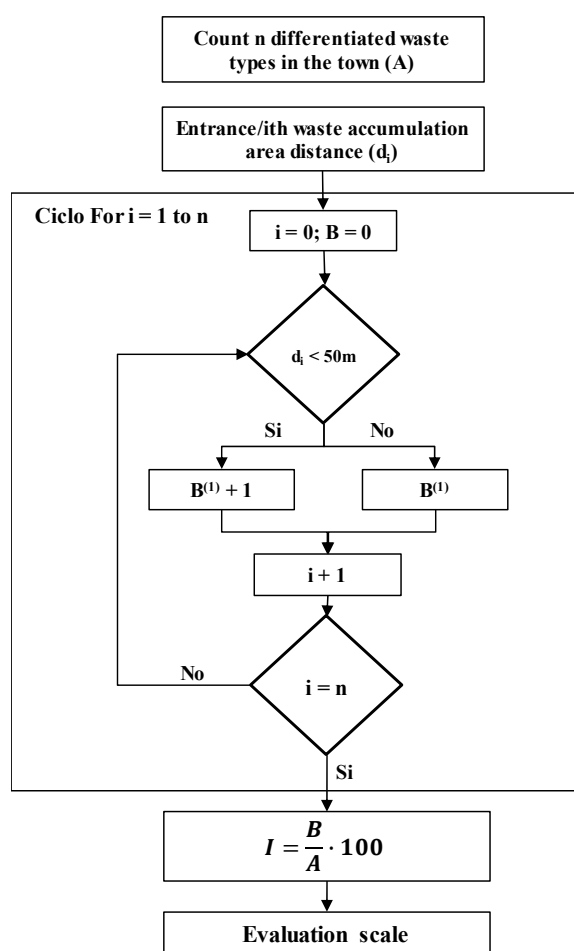 Count n differentiated waste
types in the town (A)
Entrance/ith waste accumulation
area distance (dᵢ)
Ciclo For i = 1 to n
i = 0; B = 0
dᵢ < 50m
Si
No
B⁽¹⁾ + 1
B⁽¹⁾
i + 1
No
i = n
Si
I = B/A · 100
Evaluation scale